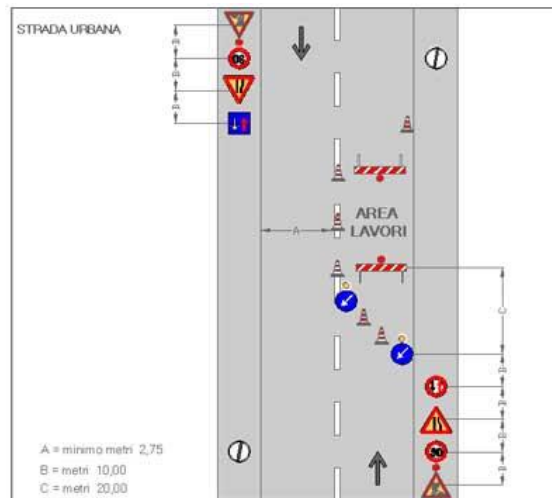 STRADA URBANA
B
B
B
AREA
LAVORI
A
C
B
B
B
B
A = minimo metri 2,75
B = metri 10,00
C = metri 20,00